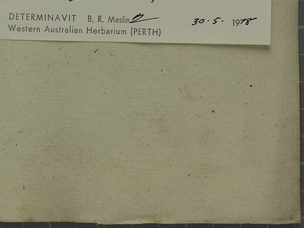 DETERMINAVIT B. R. Maslin 30.5. 1978
Western Australian Herbarium (PERTH)